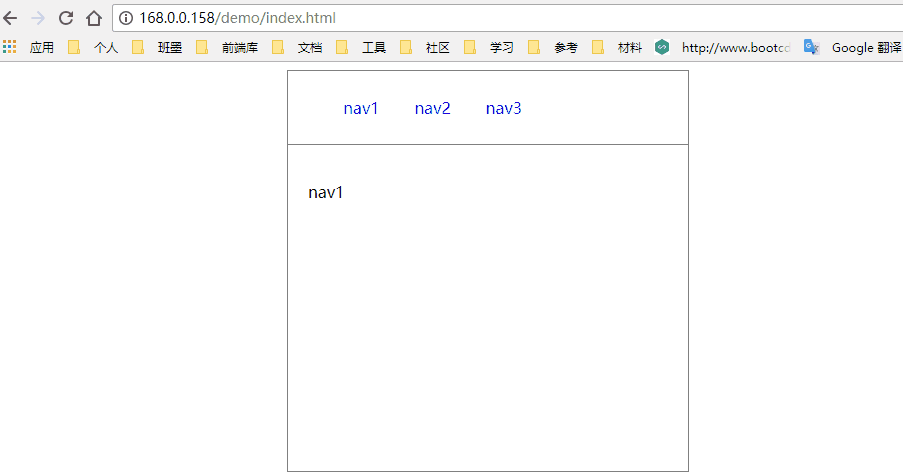 168.0.0.158/demo/index.html
应用 个人 班墨 前端库 文档 工具 社区 学习 参考 材料 http://www.bootcd Google 翻译
nav1 nav2 nav3
nav1